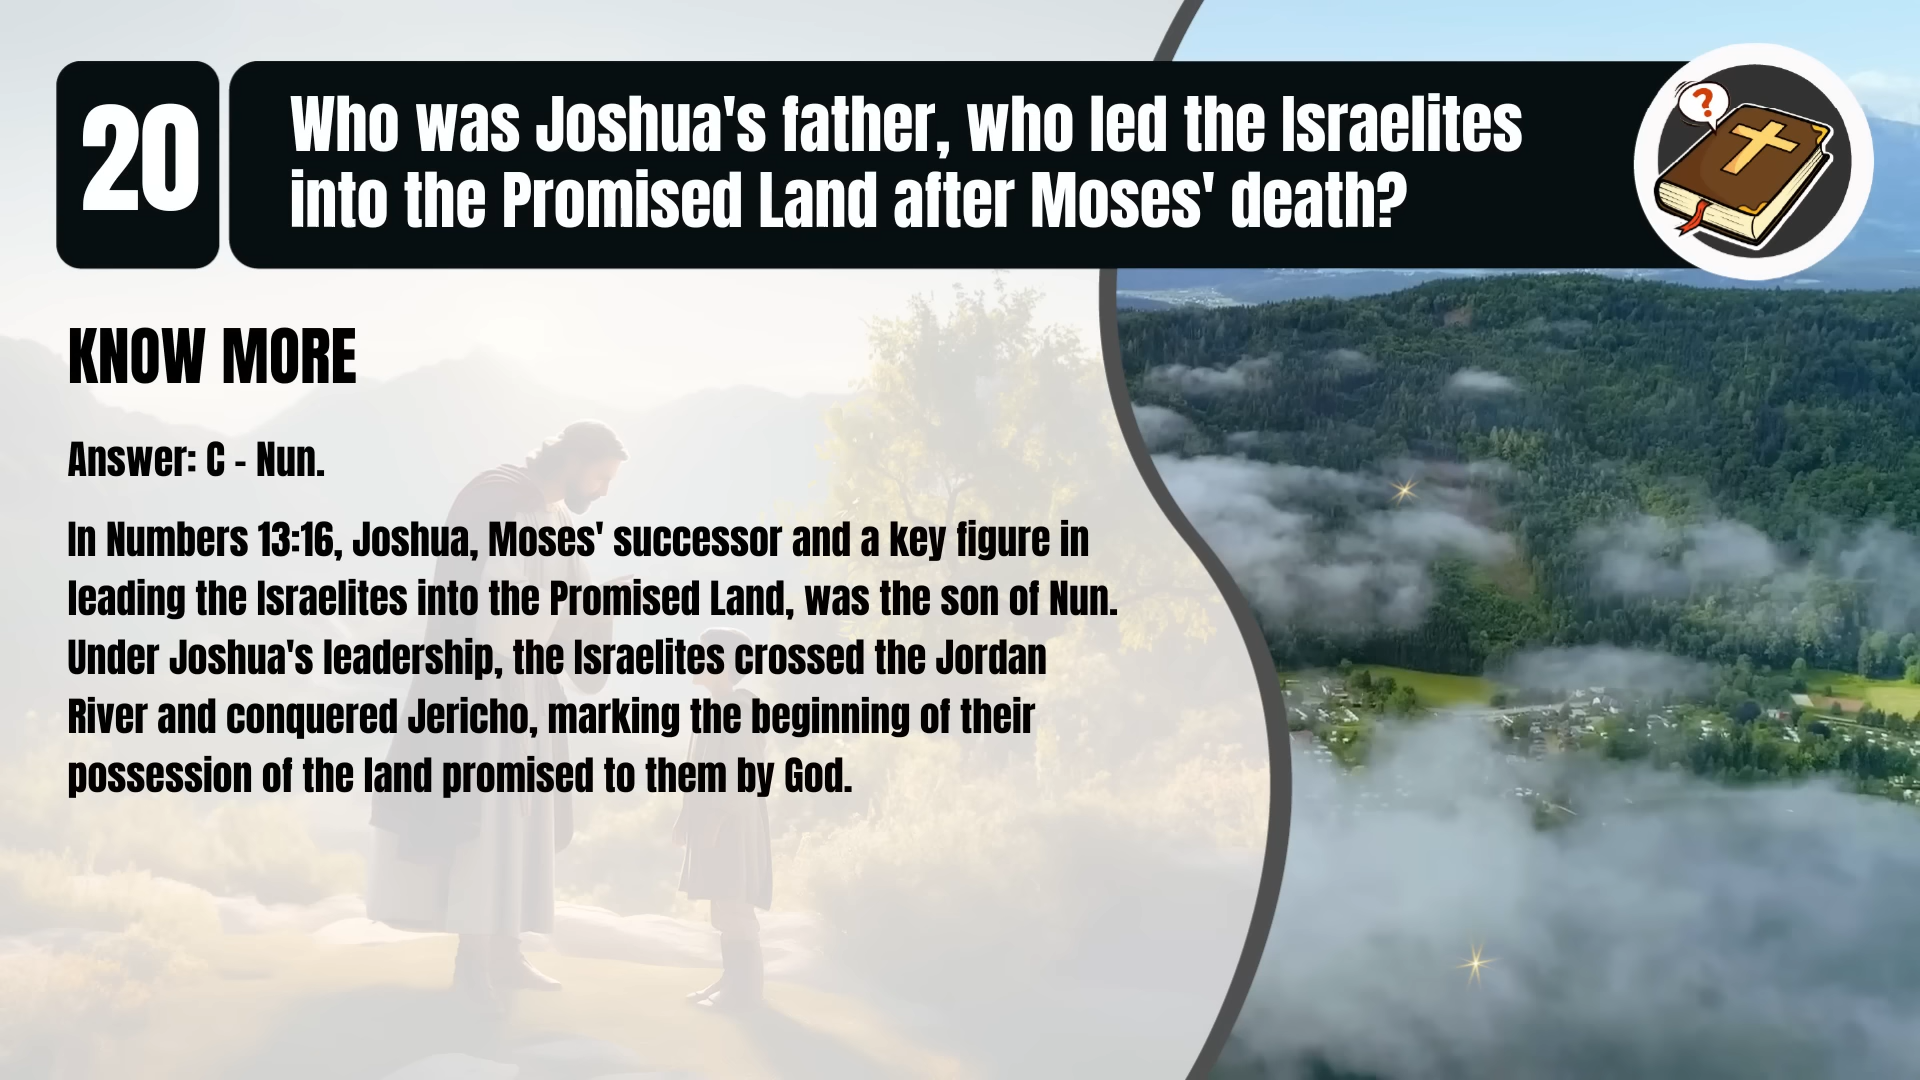 20
Who was Joshua's father, who led the Israelites
into the Promised Land after Moses' death?
?
KNOW MORE
Answer: C - Nun.
In Numbers 13:16, Joshua, Moses' successor and a key figure in
leading the Israelites into the Promised Land, was the son of Nun.
Under Joshua's leadership, the Israelites crossed the Jordan
River and conquered Jericho, marking the beginning of their
possession of the land promised to them by God.